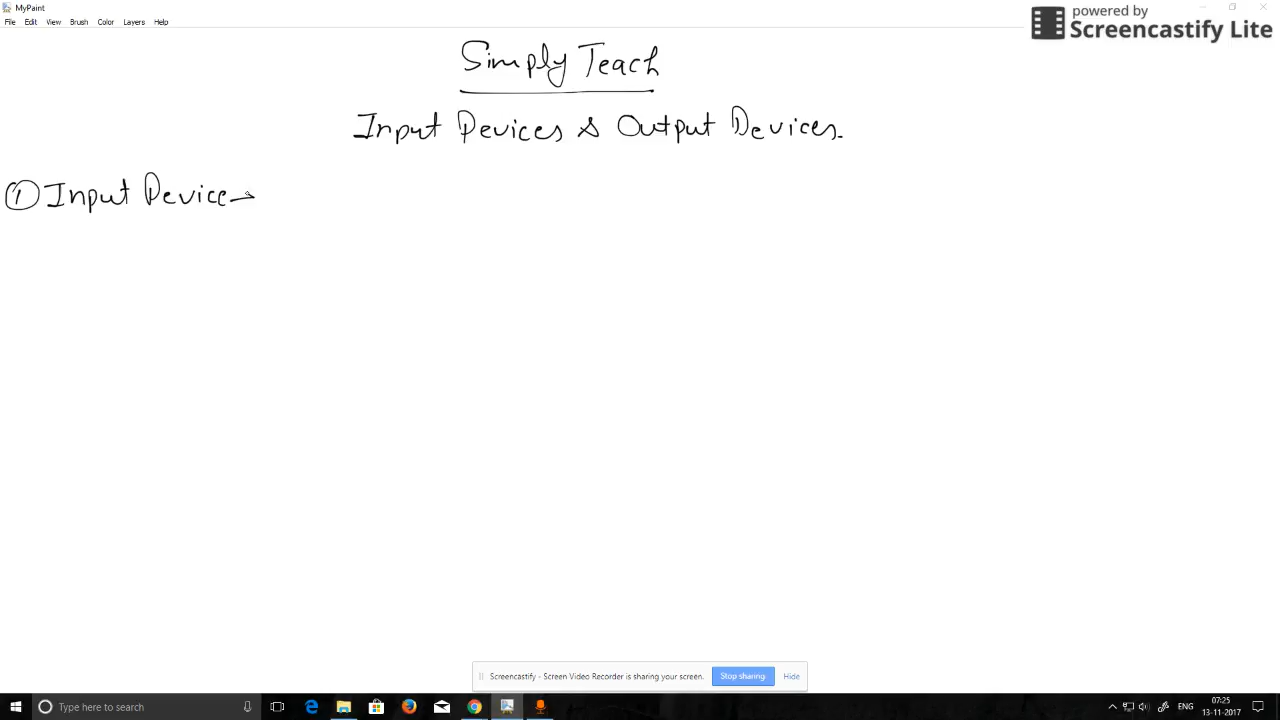 MyPaint
File Edit View Brush Color Layers Help
powered by
Screencastify Lite
Simply Teach
Input Devices & Output Devices.
① Input Device→
Screencastify - Screen Video Recorder is sharing your screen. Stop sharing Hide
Type here to search
ENG
07:25
13-11-2017